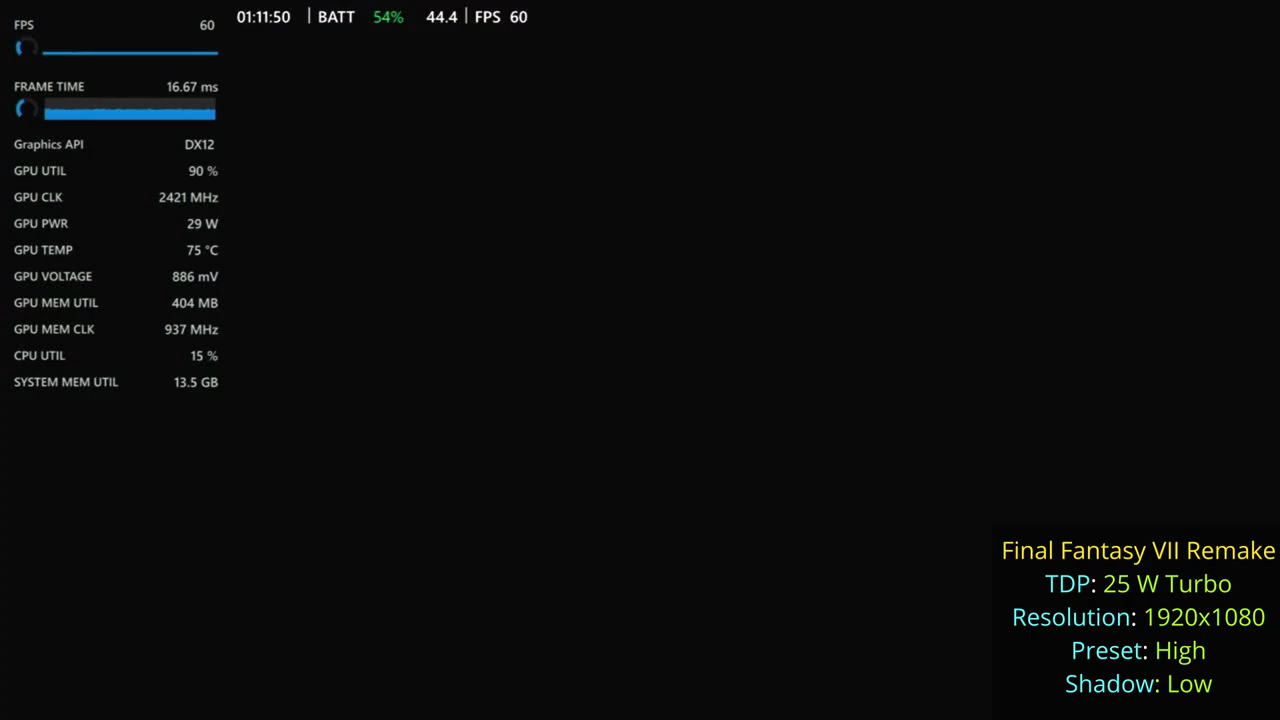 FPS 60
01:11:50 | BATT 54% 44.4 | FPS 60
FRAME TIME 16.67 ms
Graphics API DX12
GPU UTIL 90 %
GPU CLK 2421 MHz
GPU PWR 29 W
GPU TEMP 75 °C
GPU VOLTAGE 886 mV
GPU MEM UTIL 404 MB
GPU MEM CLK 937 MHz
CPU UTIL 15 %
SYSTEM MEM UTIL 13.5 GB
Final Fantasy VII Remake
TDP: 25 W Turbo
Resolution: 1920x1080
Preset: High
Shadow: Low